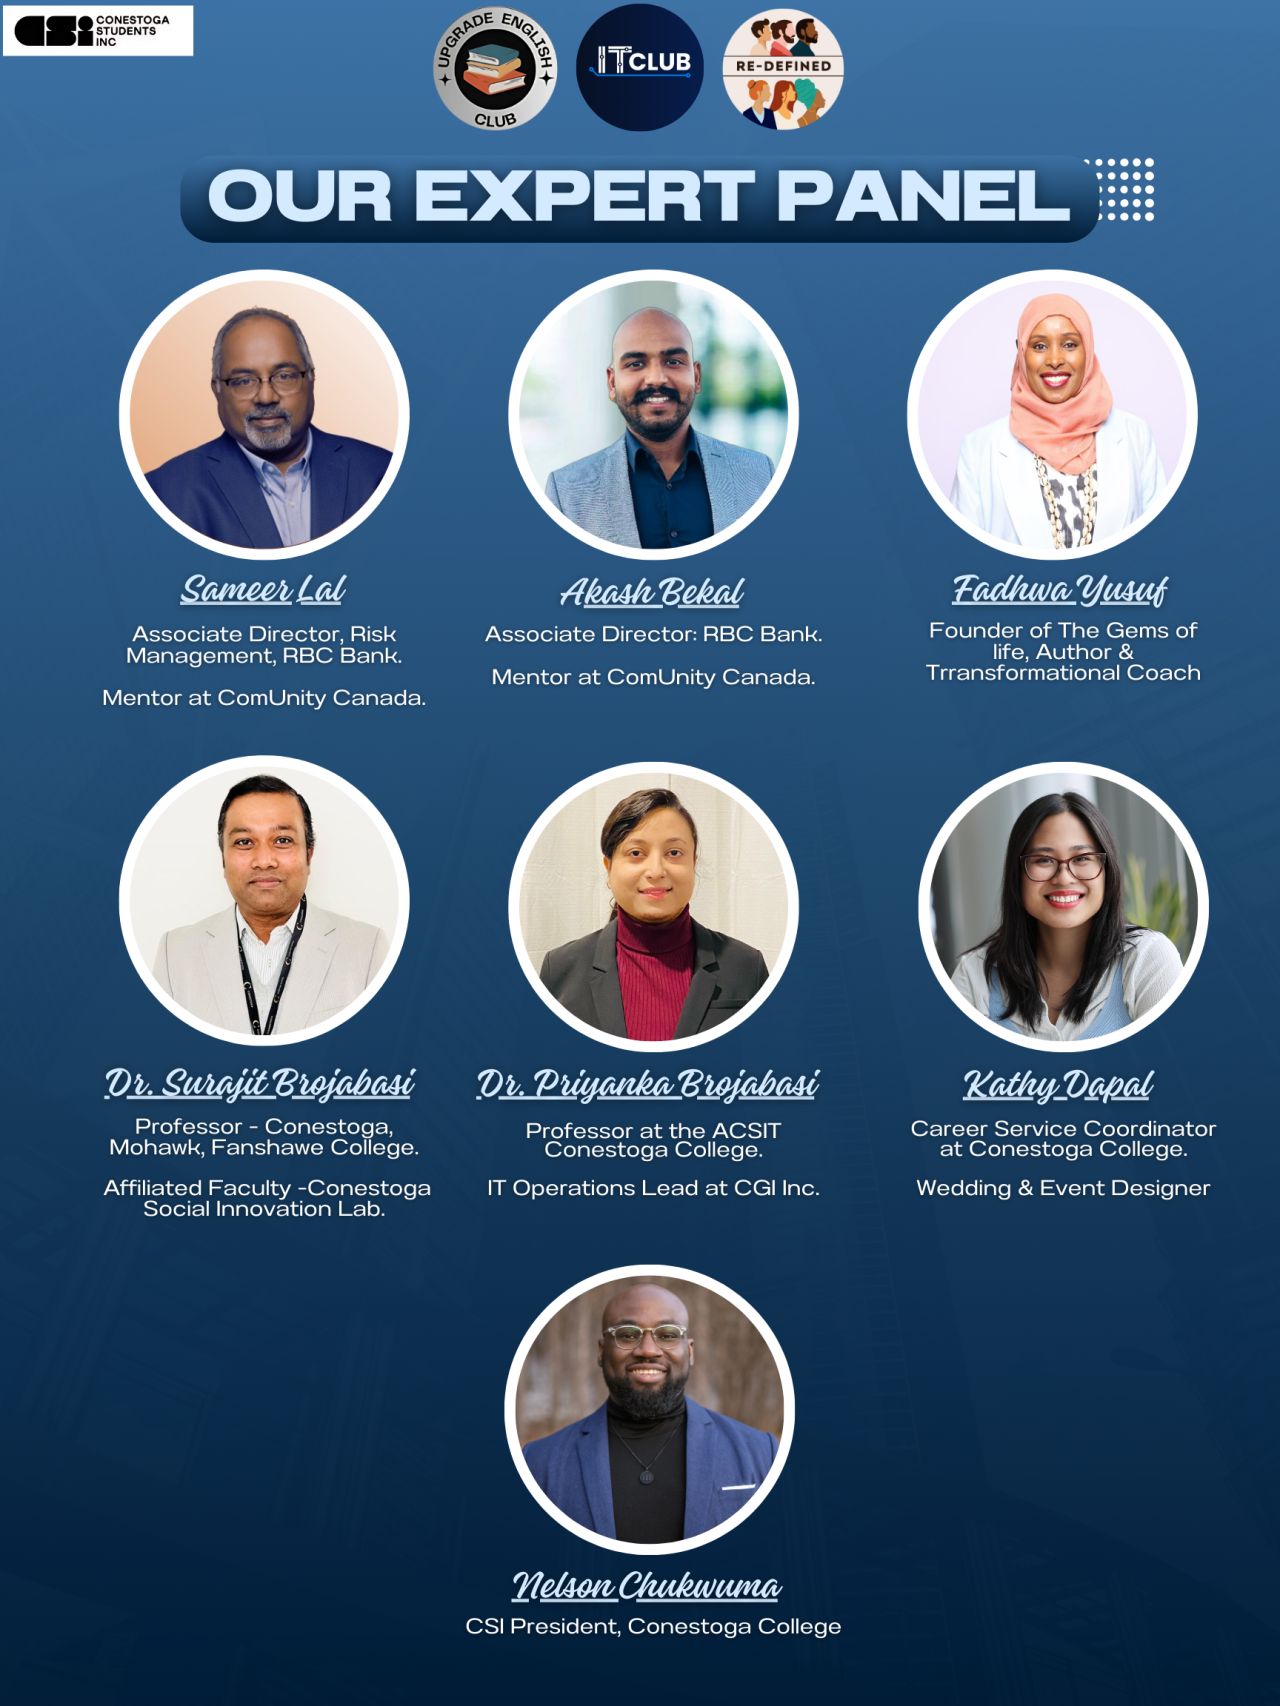 CSi CONESTOGA
STUDENTS
INC
UPGRADE ENGLISH
CLUB
IT CLUB
RE-DEFINED
OUR EXPERT PANEL
Sameer Lal
Associate Director, Risk
Management, RBC Bank.
Mentor at ComUnity Canada.
Akash Bekal
Associate Director: RBC Bank.
Mentor at ComUnity Canada.
Fadhwa Yusuf
Founder of The Gems of
life, Author &
Trransformational Coach
Dr. Surajit Brojabasi
Professor - Conestoga,
Mohawk, Fanshawe College.
Affiliated Faculty -Conestoga
Social Innovation Lab.
Dr. Priyanka Brojabasi
Professor at the ACSIT
Conestoga College.
IT Operations Lead at CGI Inc.
Kathy Dapal
Career Service Coordinator
at Conestoga College.
Wedding & Event Designer
Nelson Chukwuma
CSI President, Conestoga College